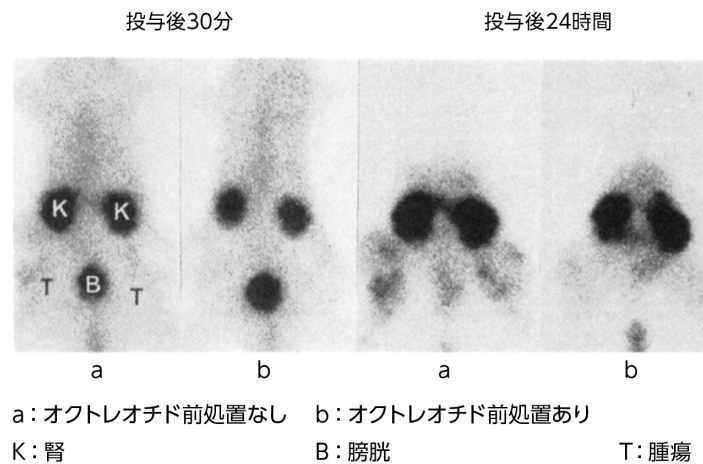 投与後30分 投与後24時間
K K
T B T
a b a b
a：オクトレオチド前処置なし b：オクトレオチド前処置あり
K：腎 B：膀胱 T：腫瘍